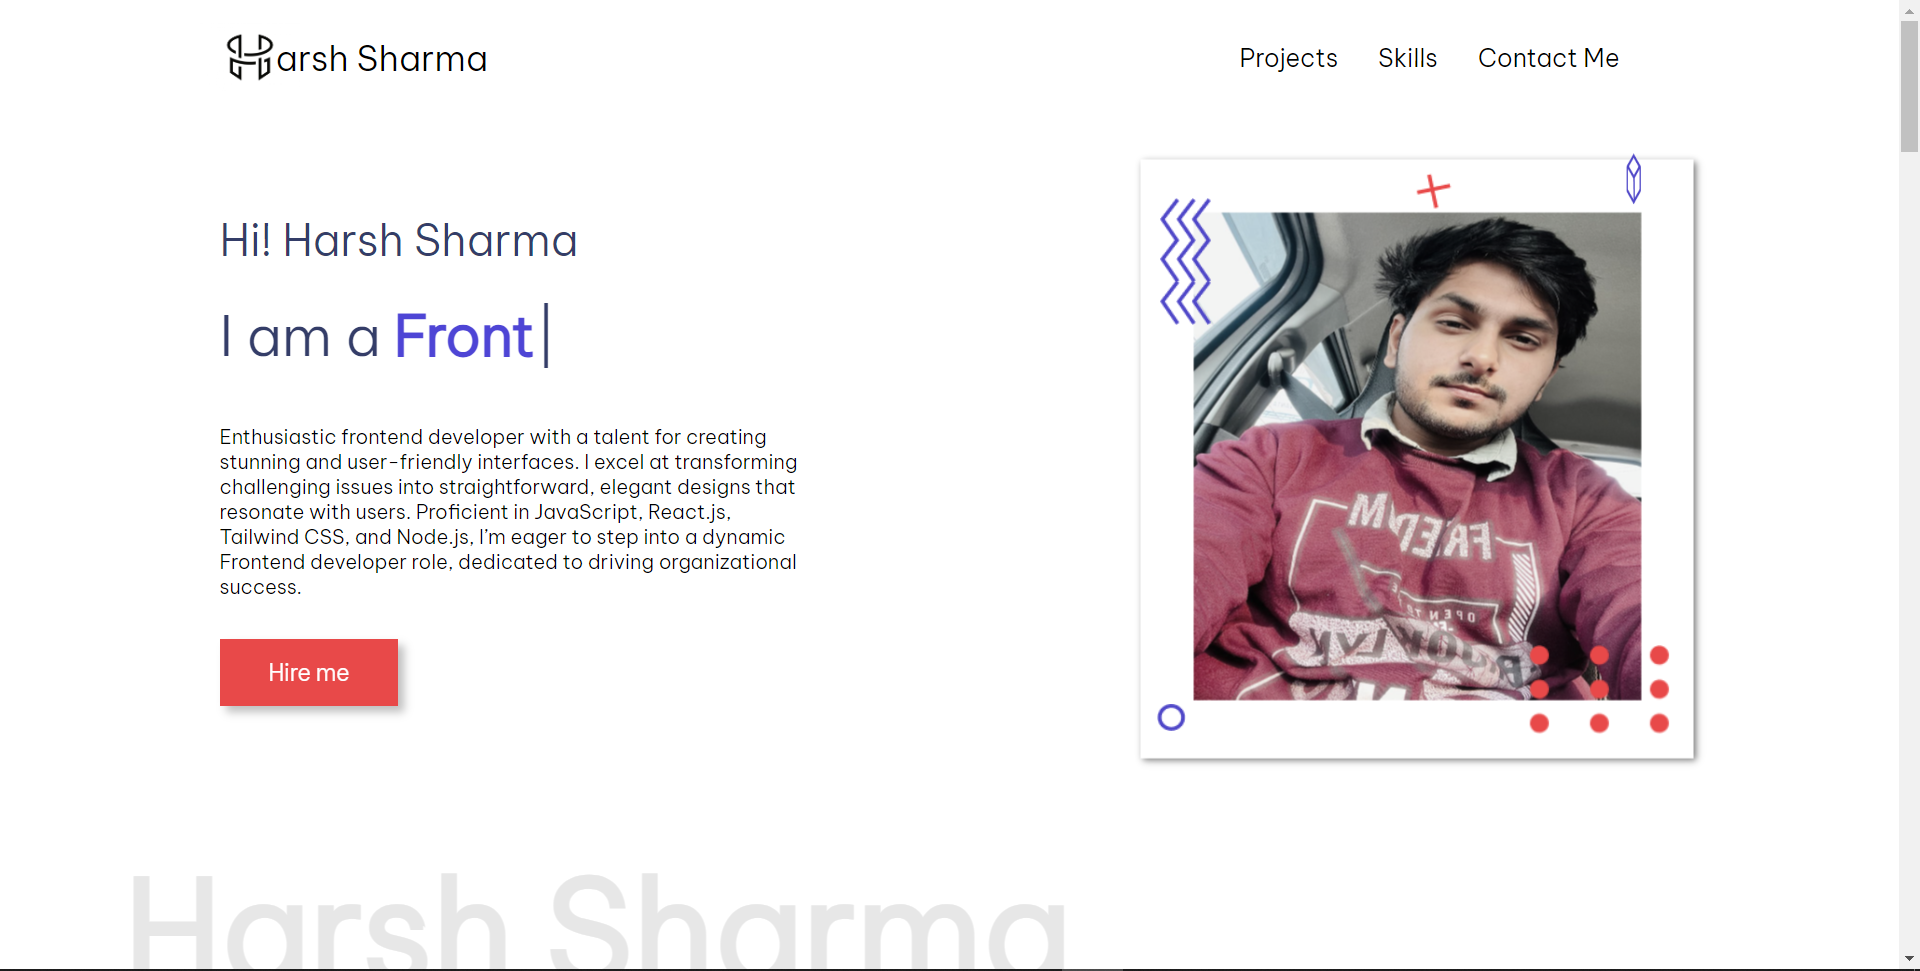 Harsh Sharma
Projects Skills Contact Me
Hi! Harsh Sharma
I am a Front
Enthusiastic frontend developer with a talent for creating
stunning and user-friendly interfaces. I excel at transforming
challenging issues into straightforward, elegant designs that
resonate with users. Proficient in JavaScript, React.js,
Tailwind CSS, and Node.js, I’m eager to step into a dynamic
Frontend developer role, dedicated to driving organizational
success.
Hire me
OPEN
Harsh Sharma